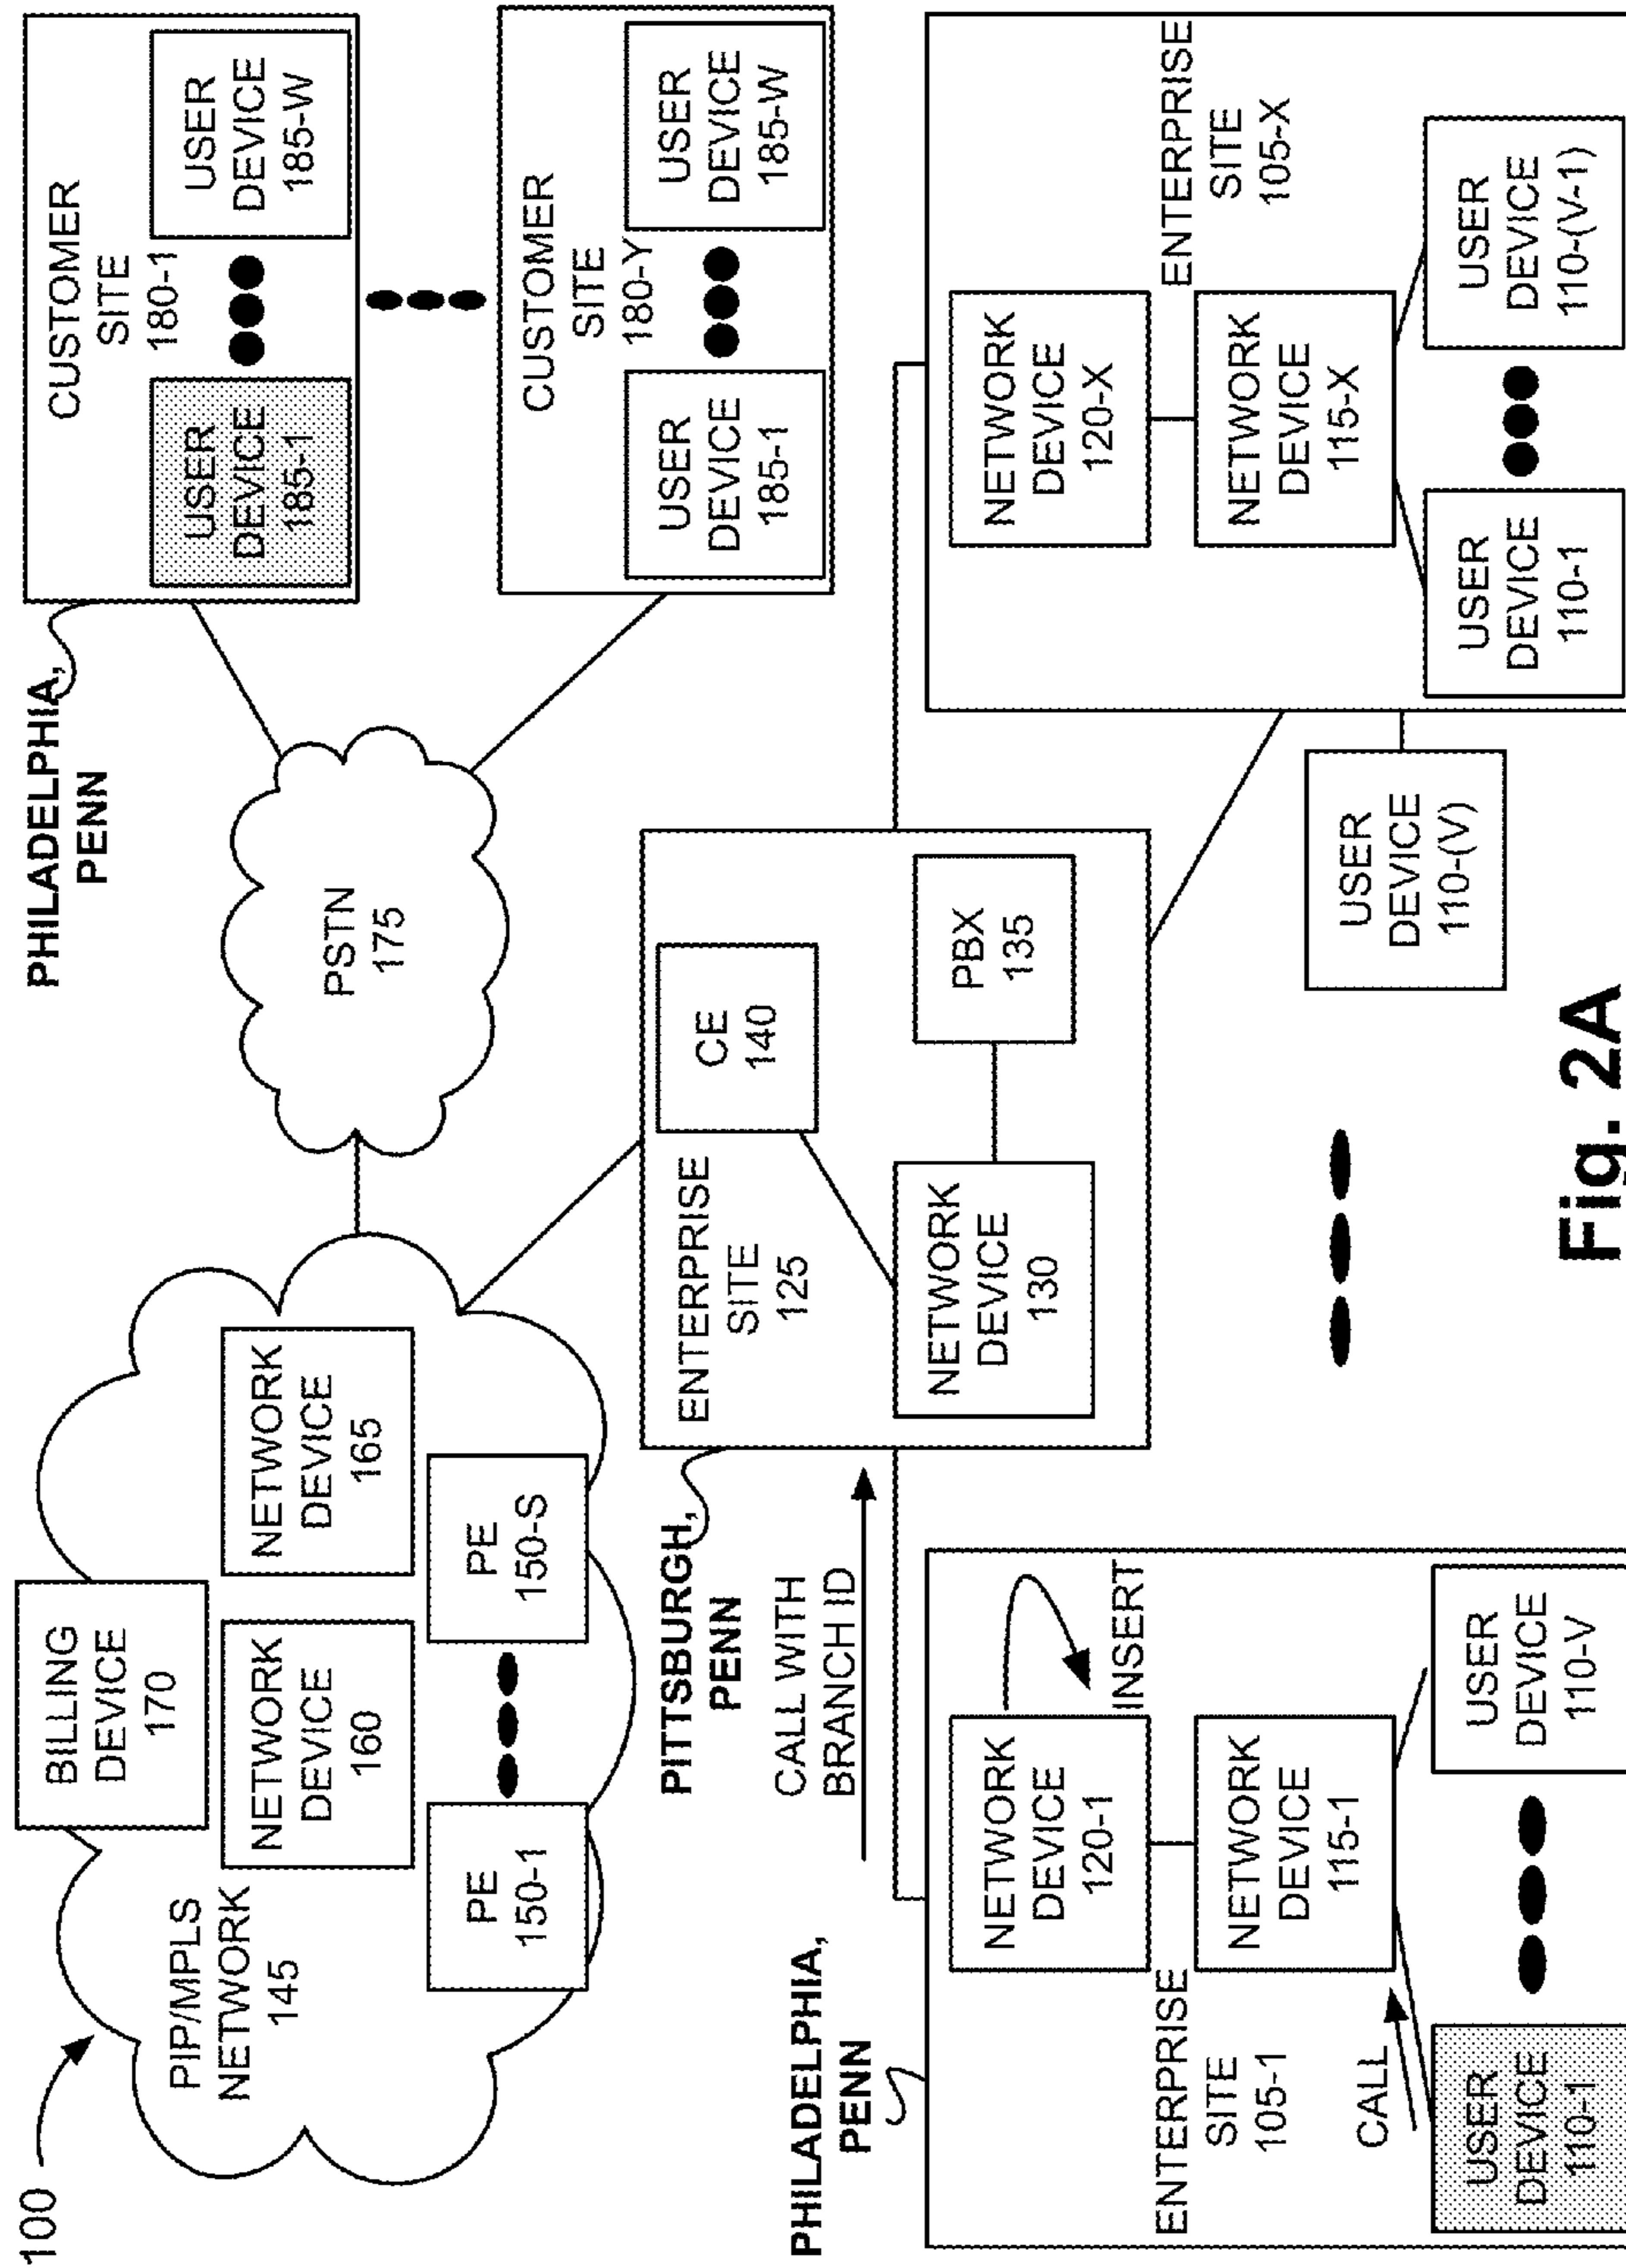 100
PIP/MPLS
NETWORK
145
BILLING
DEVICE
170
NETWORK
DEVICE
160
NETWORK
DEVICE
165
PE
150-1
PE
150-S
PSTN
175
PHILADELPHIA,
PENN
CUSTOMER
SITE
180-1
USER
DEVICE
185-1
USER
DEVICE
185-W
CUSTOMER
SITE
180-Y
USER
DEVICE
185-1
USER
DEVICE
185-W
PITTSBURGH,
PENN
ENTERPRISE
SITE
125
CE
140
NETWORK
DEVICE
130
PBX
135
CALL WITH
BRANCH ID
PHILADELPHIA,
PENN
ENTERPRISE
SITE
105-1
NETWORK
DEVICE
120-1
INSERT
NETWORK
DEVICE
115-1
CALL
USER
DEVICE
110-1
USER
DEVICE
110-V
ENTERPRISE
SITE
105-X
NETWORK
DEVICE
120-X
NETWORK
DEVICE
115-X
USER
DEVICE
110-(V)
USER
DEVICE
110-1
USER
DEVICE
110-(V-1)
Fig. 2A